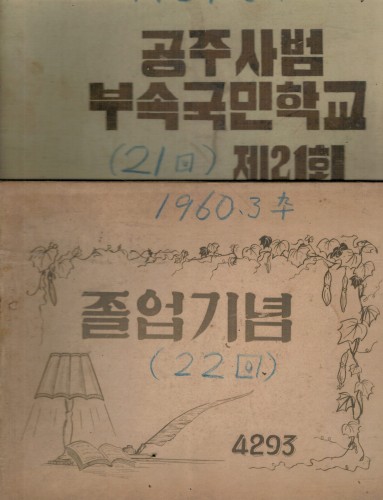 공주사범
부속국민학교
(21回) 제21회
1960.3 卆
졸업기념
(22回)
4293